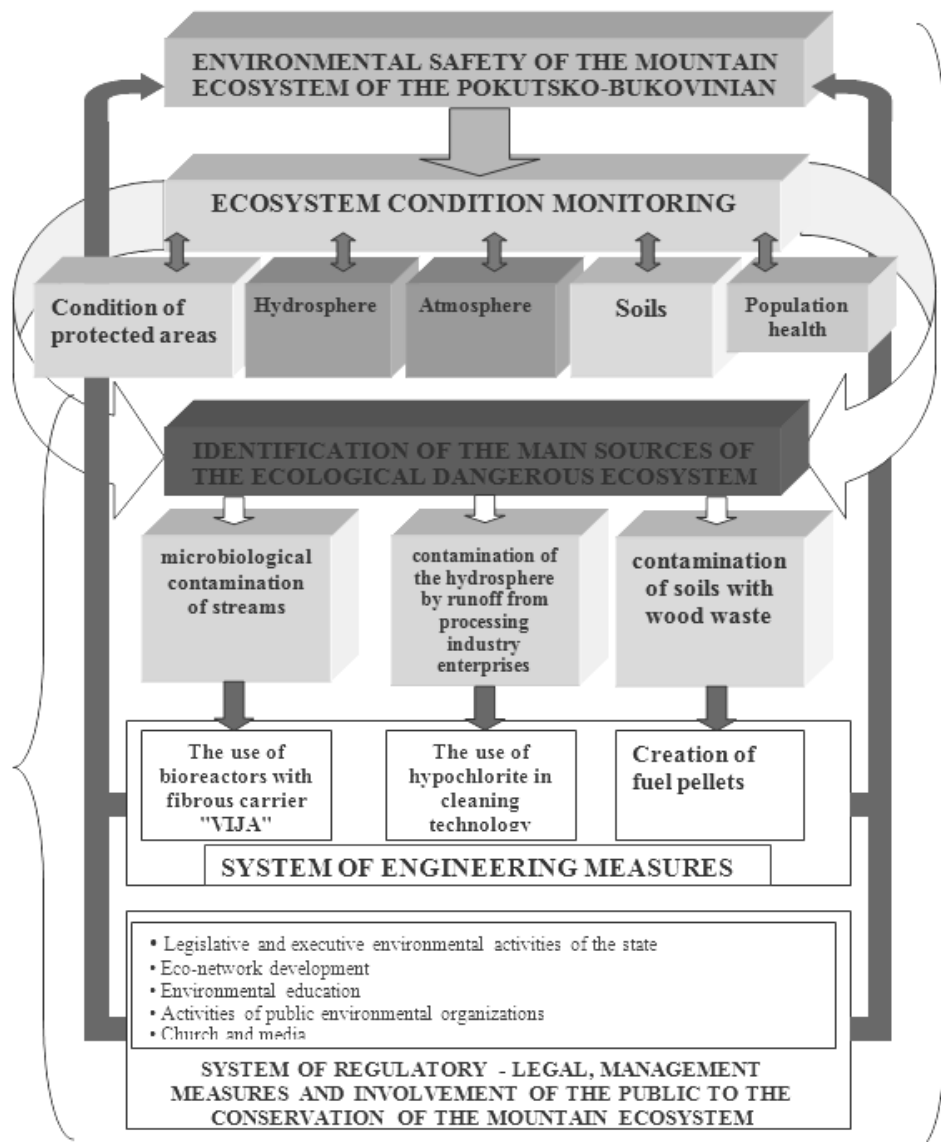 ENVIRONMENTAL SAFETY OF THE MOUNTAIN
ECOSYSTEM OF THE POKUTSKO-BUKOVINIAN
ECOSYSTEM CONDITION MONITORING
Condition of
protected areas
Hydrosphere
Atmosphere
Soils
Population
health
IDENTIFICATION OF THE MAIN SOURCES OF
THE ECOLOGICAL DANGEROUS ECOSYSTEM
microbiological
contamination
of streams
contamination of
the hydrosphere
by runoff from
processing
industry
enterprises
contamination
of soils with
wood waste
The use of
bioreactors with
fibrous carrier
"VIJA"
The use of
hypochlorite in
cleaning
technology
Creation of
fuel pellets
SYSTEM OF ENGINEERING MEASURES
• Legislative and executive environmental activities of the state
• Eco-network development
• Environmental education
• Activities of public environmental organizations
• Church and media
SYSTEM OF REGULATORY - LEGAL, MANAGEMENT
MEASURES AND INVOLVEMENT OF THE PUBLIC TO THE
CONSERVATION OF THE MOUNTAIN ECOSYSTEM